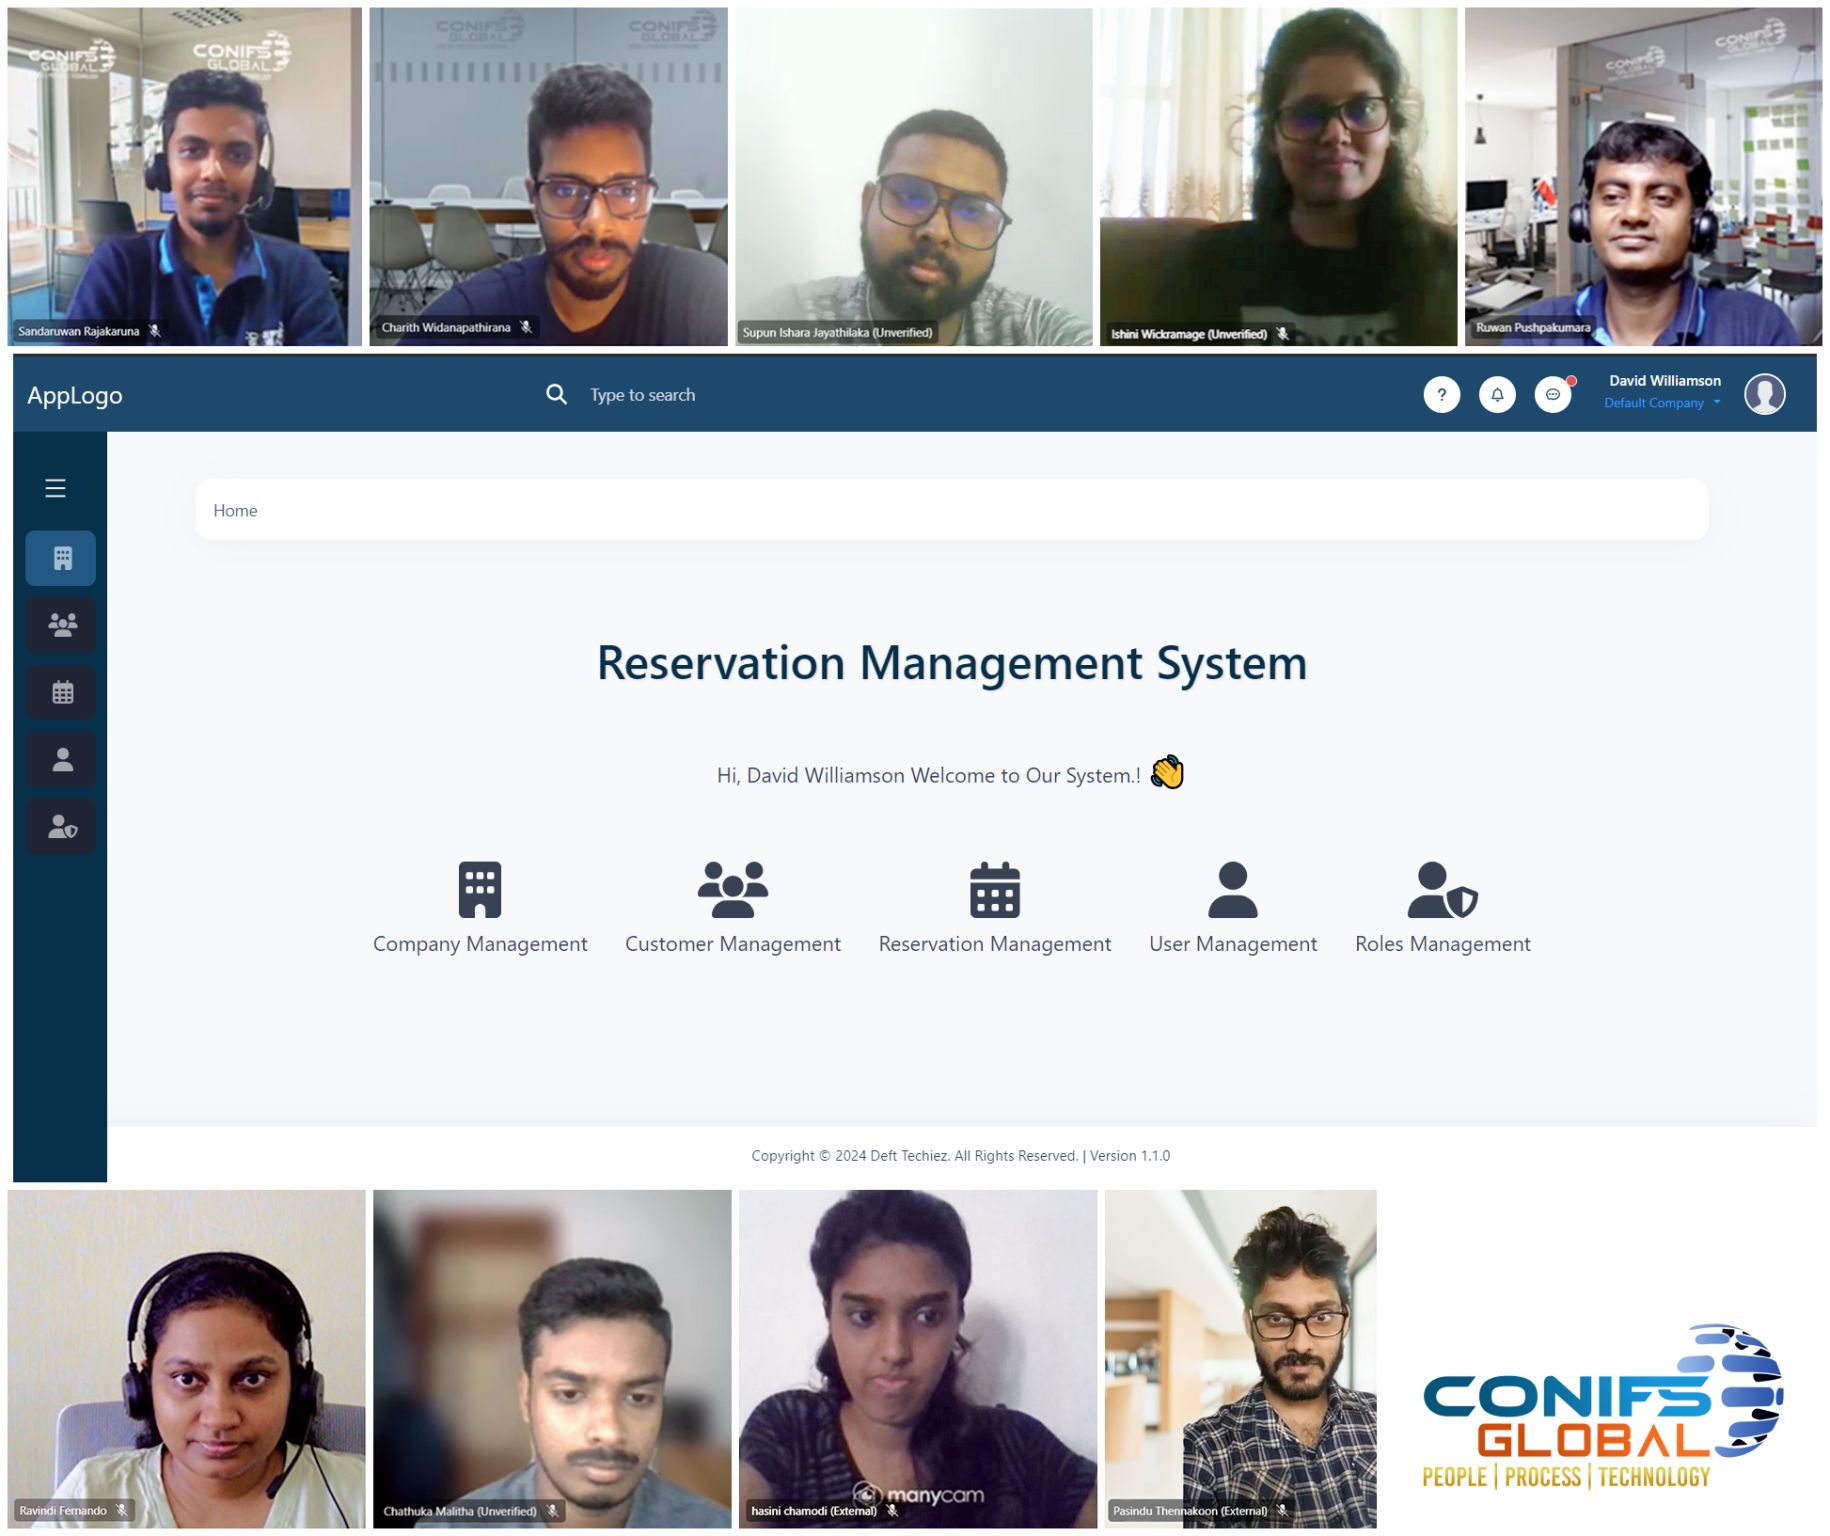 CONIFS
GLOBAL
CONIFS
GLOBAL
CONIFS
GLOBAL
CONIFS
GLOBAL
CONIFS
GLOBAL
CONIFS
GLOBAL
Sandaruwan Rajakaruna
Charith Widanapathirana
Supun Ishara Jayathilaka (Unverified)
Ishini Wickramage (Unverified)
Ruwan Pushpakumara
AppLogo
Type to search
?
David Williamson
Default Company
Home
Reservation Management System
Hi, David Williamson Welcome to Our System.!
Company Management
Customer Management
Reservation Management
User Management
Roles Management
Copyright © 2024 Deft Techiez. All Rights Reserved. | Version 1.1.0
manycam
Ravindi Fernando
Chathuka Malitha (Unverified)
hasini chamodi (External)
Pasindu Thennakoon (External)
CONIFS
GLOBAL
PEOPLE | PROCESS | TECHNOLOGY